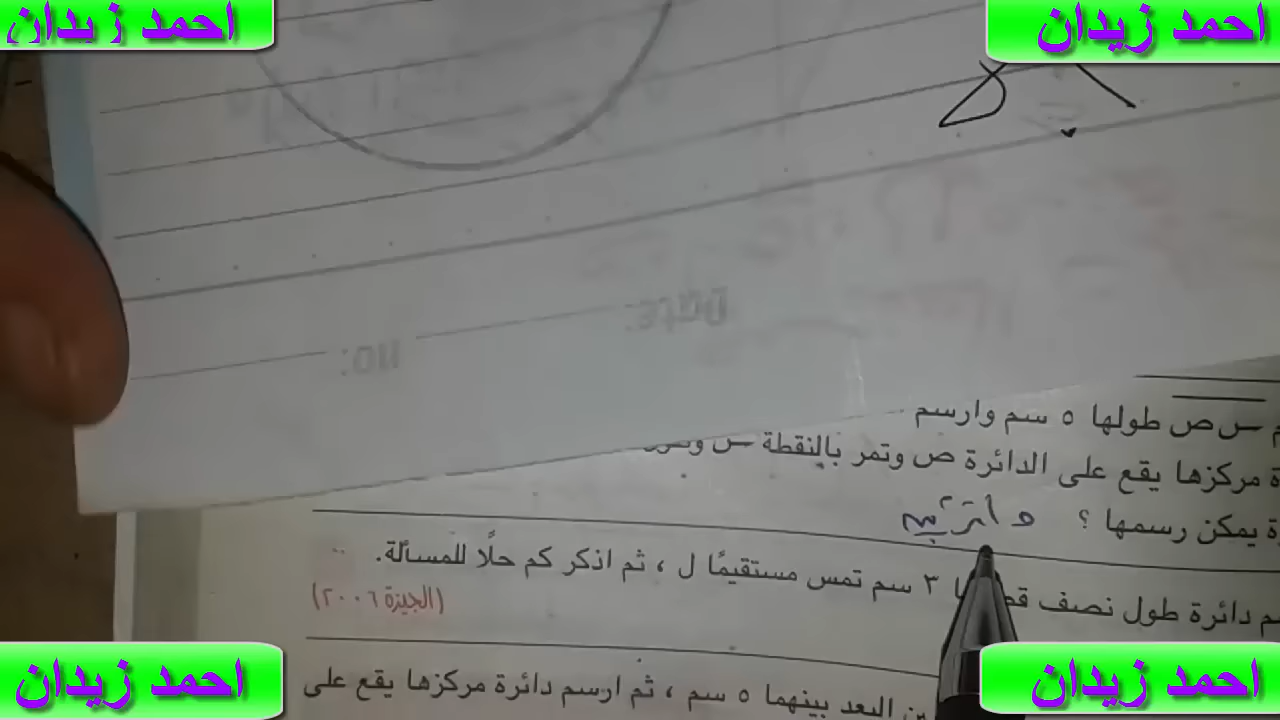 احمد زيدان
احمد زيدان
Date:
no:
س ص طولها ٥ سم وارسم
مركزها يقع على الدائرة ص وتمر بالنقطة س
يمكن رسمها ؟
دائرة طول نصف ٣ سم تمس مستقيمًا ل ، ثم اذكر كم حلًا للمسألة.
(الجيزة ٢٠٠٦)
البعد بينهما ٥ سم ، ثم ارسم دائرة مركزها يقع على
احمد زيدان
احمد زيدان